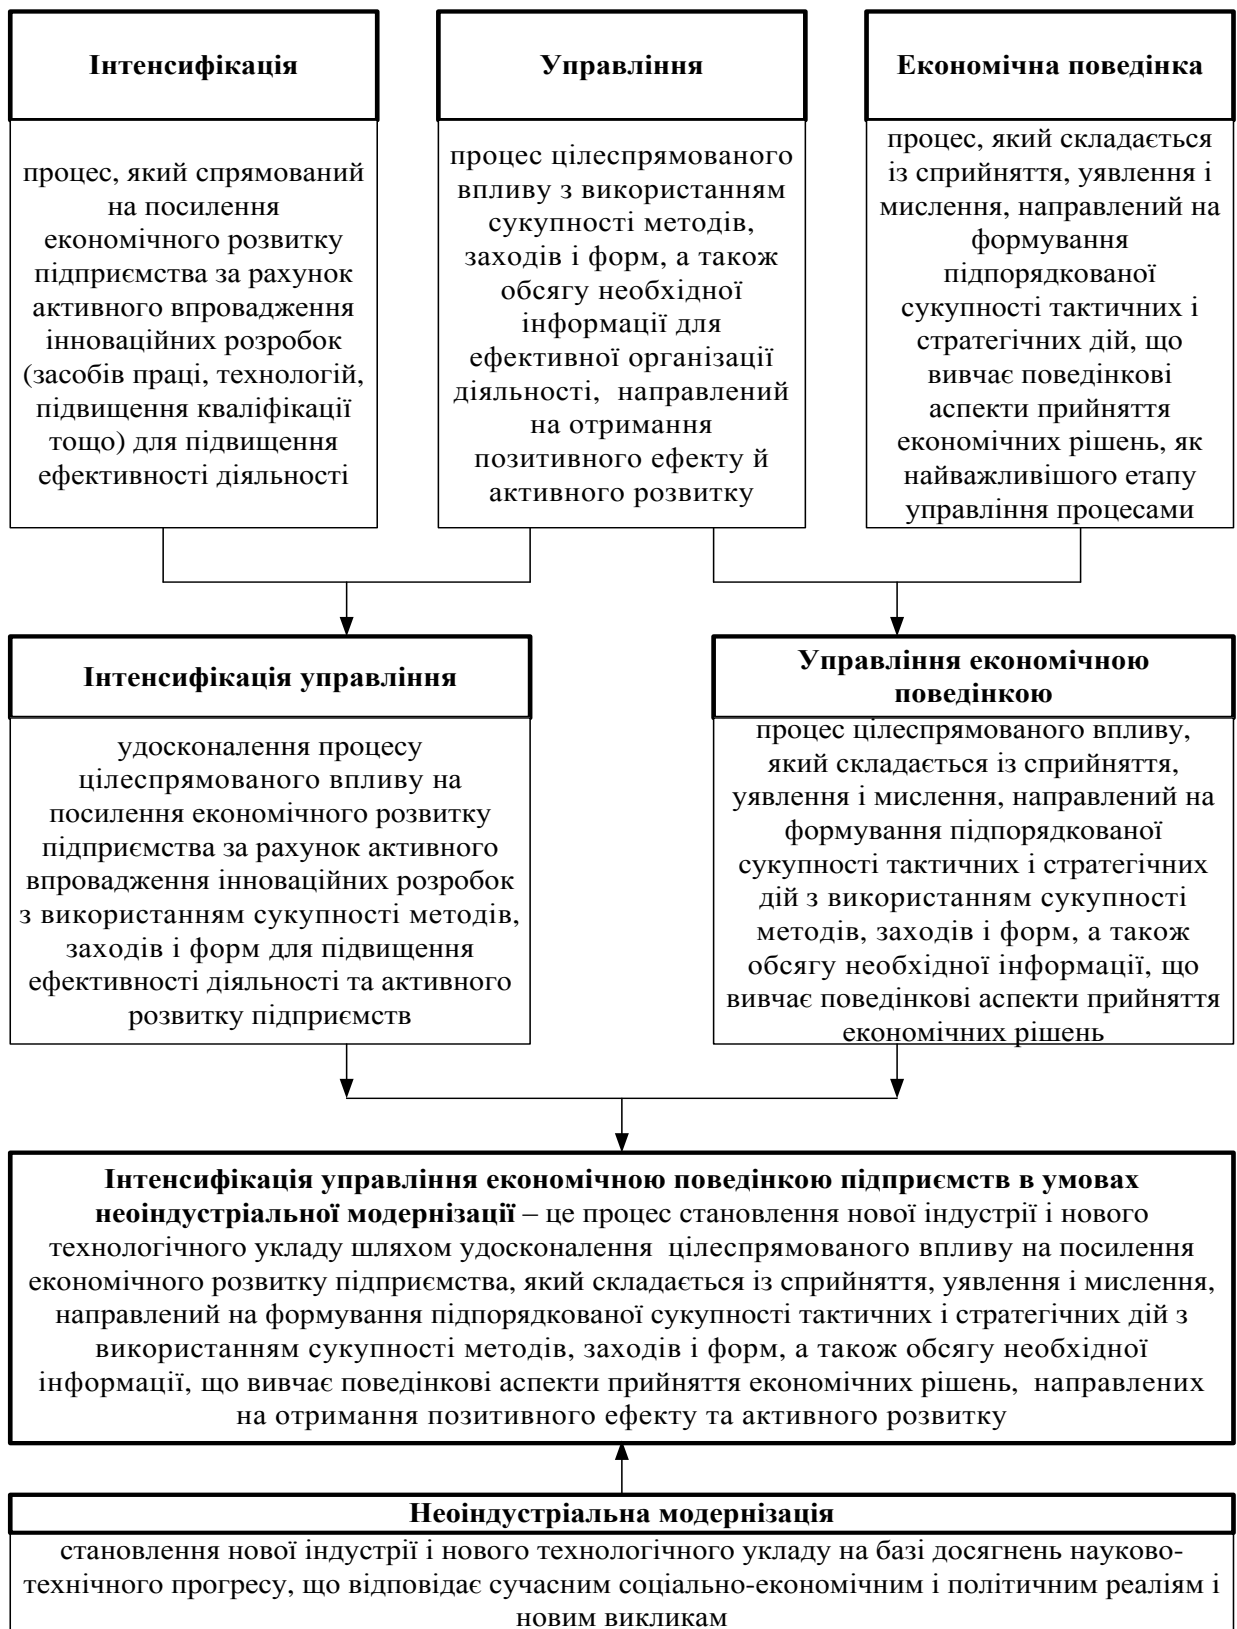 Інтенсифікація
процес, який спрямований
на посилення
економічного розвитку
підприємства за рахунок
активного впровадження
інноваційних розробок
(засобів праці, технологій,
підвищення кваліфікації
тощо) для підвищення
ефективності діяльності
Управління
процес цілеспрямованого
впливу з використанням
сукупності методів,
заходів і форм, а також
обсягу необхідної
інформації для
ефективної організації
діяльності, направлений
на отримання
позитивного ефекту й
активного розвитку
Економічна поведінка
процес, який складається
із сприйняття, уявлення і
мислення, направлений на
формування
підпорядкованої
сукупності тактичних і
стратегічних дій, що
вивчає поведінкові
аспекти прийняття
економічних рішень, як
найважливішого етапу
управління процесами
Інтенсифікація управління
удосконалення процесу
цілеспрямованого впливу на
посилення економічного розвитку
підприємства за рахунок активного
впровадження інноваційних розробок
з використанням сукупності методів,
заходів і форм для підвищення
ефективності діяльності та активного
розвитку підприємств
Управління економічною
поведінкою
процес цілеспрямованого впливу,
який складається із сприйняття,
уявлення і мислення, направлений на
формування підпорядкованої
сукупності тактичних і стратегічних
дій з використанням сукупності
методів, заходів і форм, а також
обсягу необхідної інформації, що
вивчає поведінкові аспекти прийняття
економічних рішень
Інтенсифікація управління економічною поведінкою підприємств в умовах
неоіндустріальної модернізації – це процес становлення нової індустрії і нового
технологічного укладу шляхом удосконалення цілеспрямованого впливу на посилення
економічного розвитку підприємства, який складається із сприйняття, уявлення і мислення,
направлений на формування підпорядкованої сукупності тактичних і стратегічних дій з
використанням сукупності методів, заходів і форм, а також обсягу необхідної
інформації, що вивчає поведінкові аспекти прийняття економічних рішень, направлених
на отримання позитивного ефекту та активного розвитку
Неоіндустріальна модернізація
становлення нової індустрії і нового технологічного укладу на базі досягнень науково-
технічного прогресу, що відповідає сучасним соціально-економічним і політичним реаліям і
новим викликам